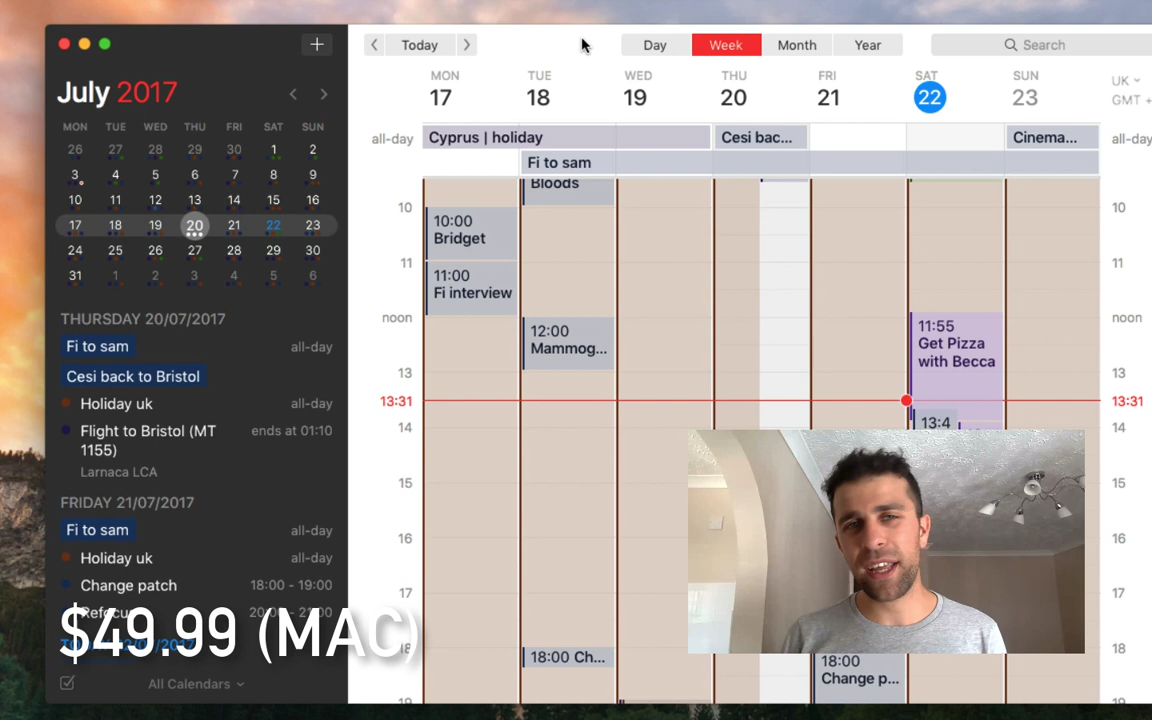 July 2017
MON TUE WED THU FRI SAT SUN
26 27 28 29 30 1 2
3 4 5 6 7 8 9
10 11 12 13 14 15 16
17 18 19 20 21 22 23
24 25 26 27 28 29 30
31 1 2 3 4 5 6
THURSDAY 20/07/2017
Fi to sam all-day
Cesi back to Bristol
Holiday uk all-day
Flight to Bristol (MT ends at 01:10
1155)
Larnaca LCA
FRIDAY 21/07/2017
Fi to sam all-day
Holiday uk all-day
Change patch 18:00 - 19:00
Refocus
$49.99 (MAC)
All Calendars
Today Day Week Month Year Search
MON TUE WED THU FRI SAT SUN UK
17 18 19 20 21 22 23 GMT +
all-day Cyprus | holiday Cesi bac... Cinema... all-day
Fi to sam
Bloods
10 10
10:00
Bridget
11 11
11:00
Fi interview
noon noon
12:00
Mammog...
11:55
Get Pizza
with Becca
13 13
13:31 13:31
13:4
14 14
15 15
16 16
17 17
18 18
18:00 Ch...
18:00
Change p...
19 19